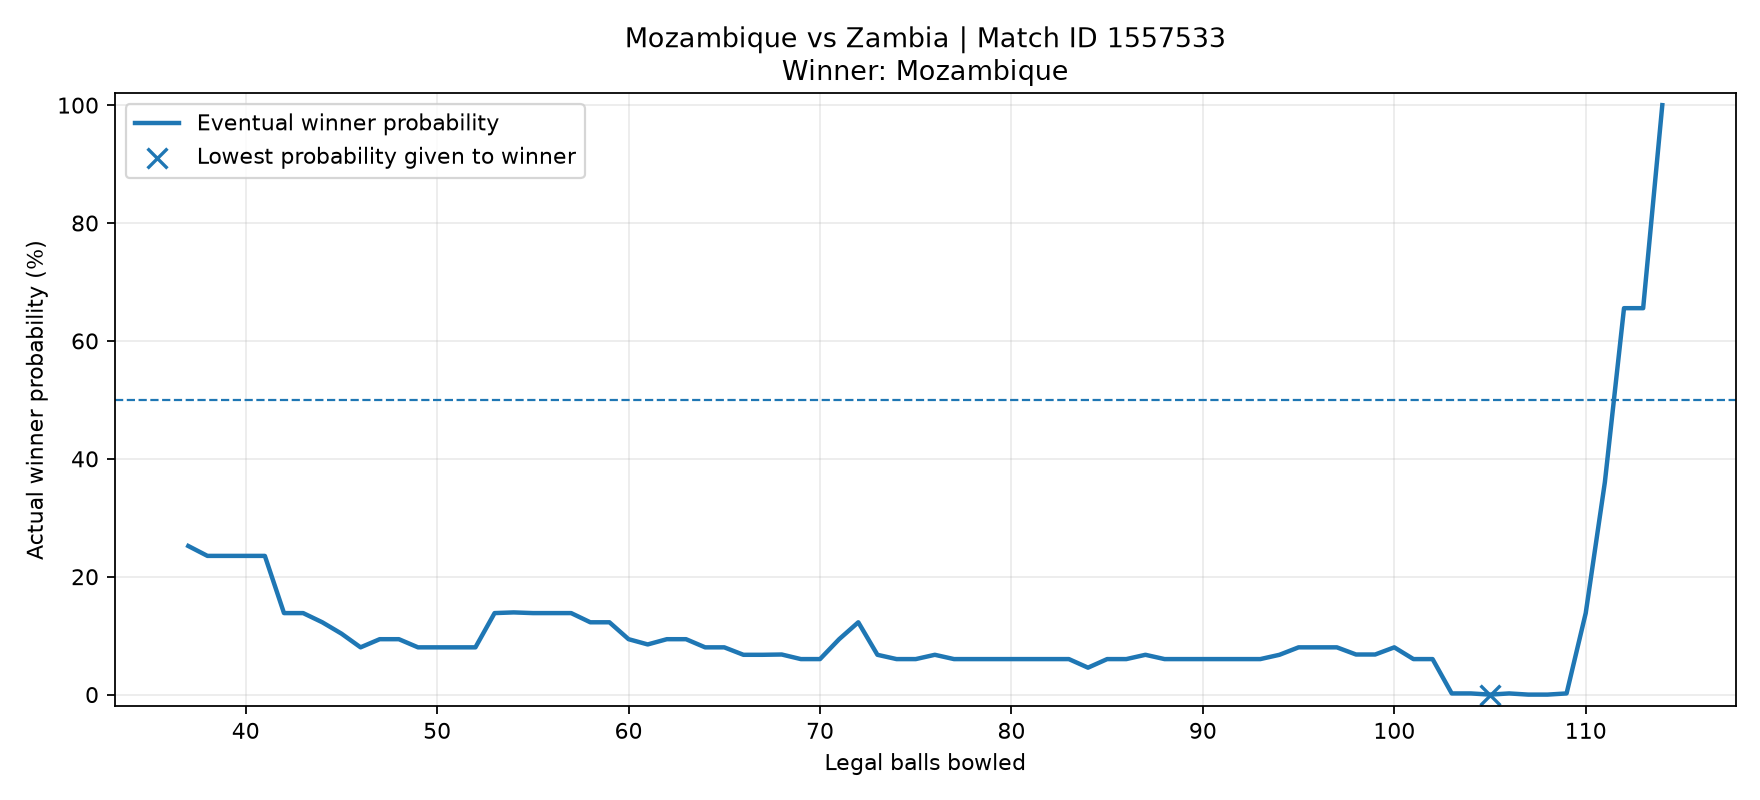 Mozambique vs Zambia | Match ID 1557533
Winner: Mozambique
Eventual winner probability
Lowest probability given to winner
Actual winner probability (%)
100
80
60
40
20
0
40
50
60
70
80
90
100
110
Legal balls bowled